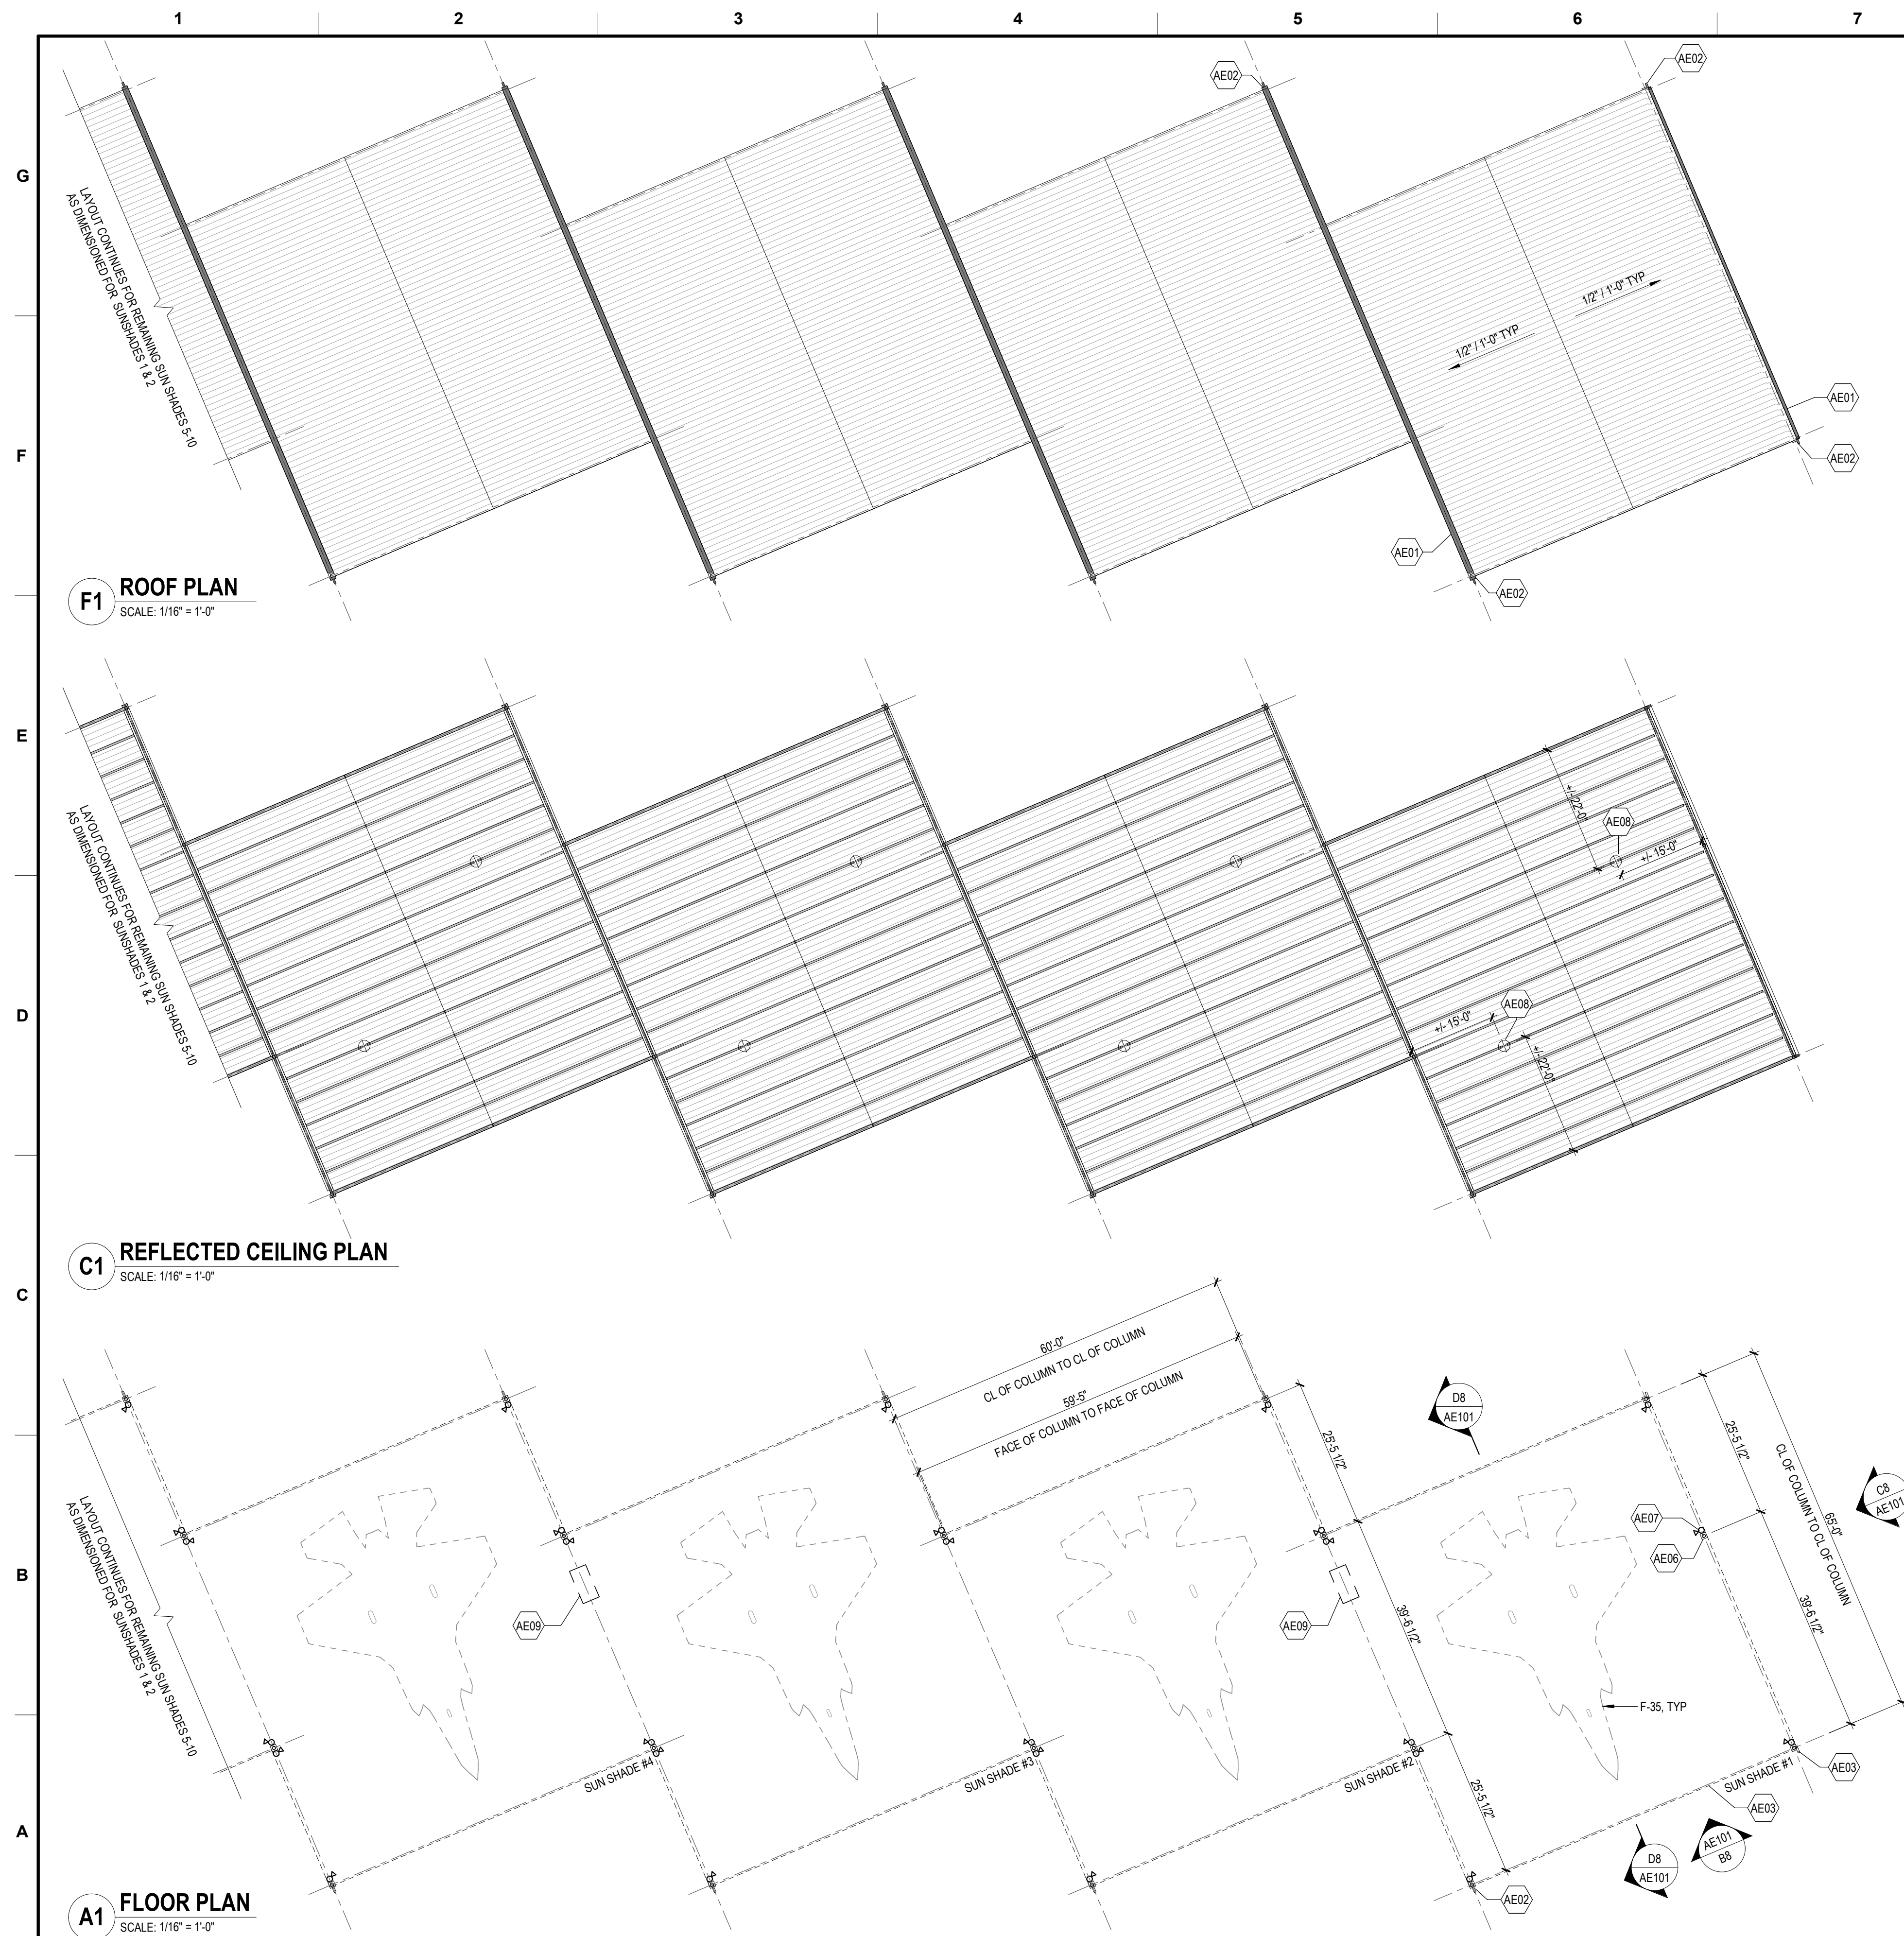 1 2 3 4 5 6 7
G
F
E
D
C
B
A
AE02
AE02
LAYOUT CONTINUES FOR REMAINING SUN SHADES 5-10
AS DIMENSIONED FOR SUNSHADES 1 & 2
1/2" / 1'-0" TYP
1/2" / 1'-0" TYP
AE01
AE02
AE01
AE02
F1
ROOF PLAN
SCALE: 1/16" = 1'-0"
LAYOUT CONTINUES FOR REMAINING SUN SHADES 5-10
AS DIMENSIONED FOR SUNSHADES 1 & 2
+/-22'-0"
AE08
+/- 15'-0"
AE08
+/- 15'-0"
+/-22'-0"
C1
REFLECTED CEILING PLAN
SCALE: 1/16" = 1'-0"
60'-0"
CL OF COLUMN TO CL OF COLUMN
59'-5"
FACE OF COLUMN TO FACE OF COLUMN
D8
AE101
25'-5 1/2"
25'-5 1/2"
CL OF COLUMN TO CL OF COLUMN
65'-0"
C8
AE101
AE07
AE06
LAYOUT CONTINUES FOR REMAINING SUN SHADES 5-10
AS DIMENSIONED FOR SUNSHADES 1 & 2
AE09
AE09
39'-6 1/2"
39'-6 1/2"
F-35, TYP
SUN SHADE #4
SUN SHADE #3
SUN SHADE #2
SUN SHADE #1
AE03
AE03
25'-5 1/2"
AE101
B8
D8
AE101
AE02
A1
FLOOR PLAN
SCALE: 1/16" = 1'-0"